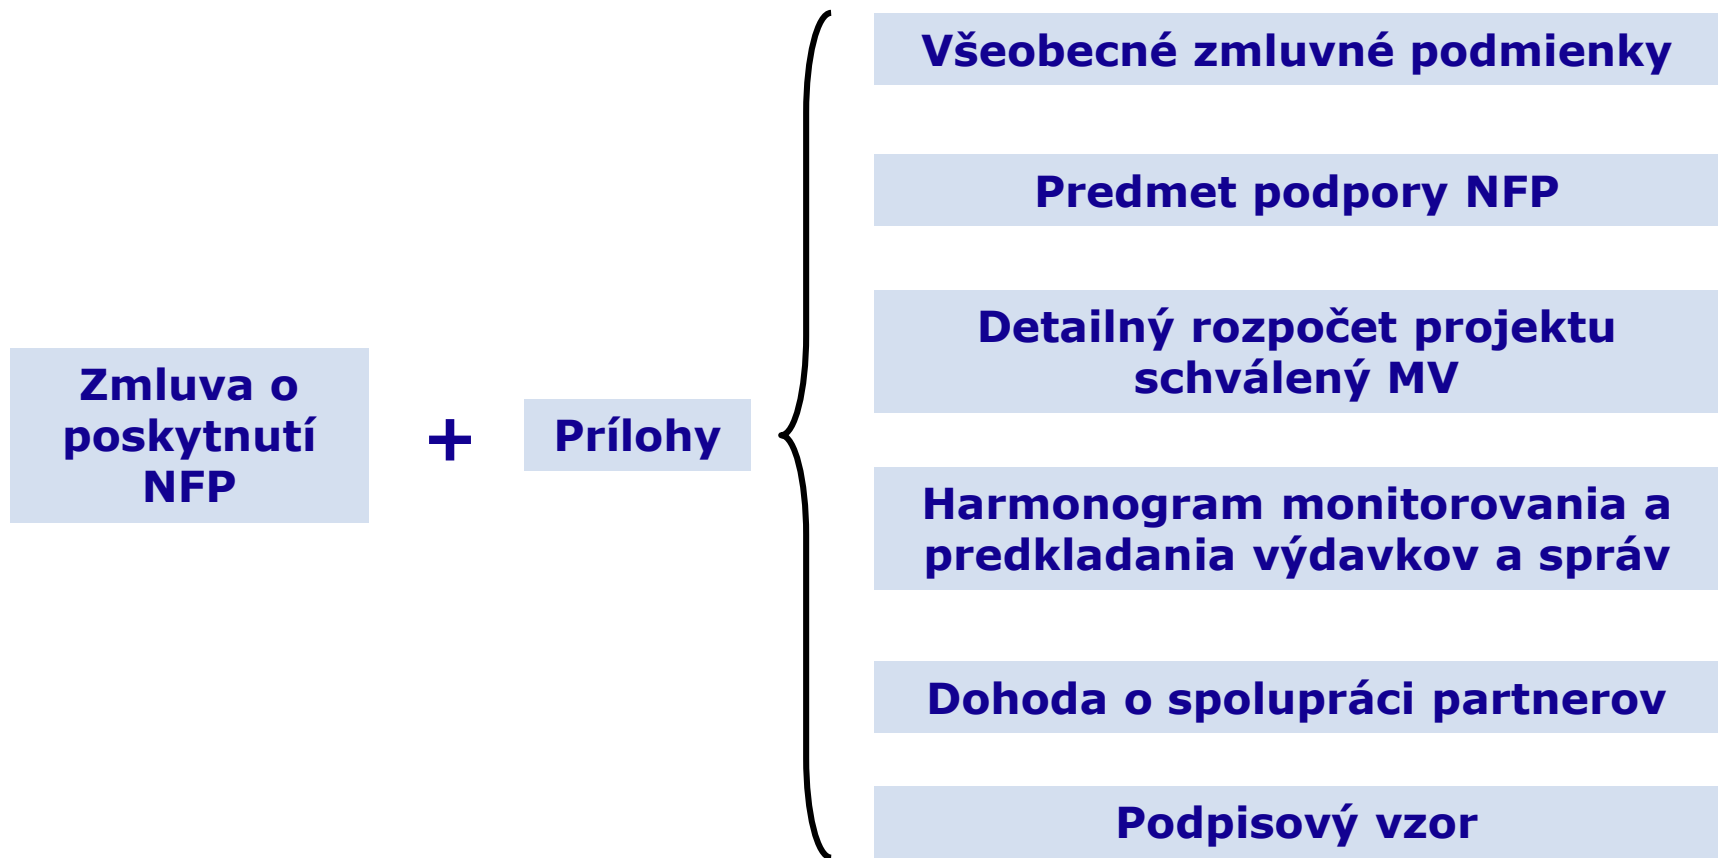 Zmluva o
poskytnutí
NFP
+
Prílohy
Všeobecné zmluvné podmienky
Predmet podpory NFP
Detailný rozpočet projektu
schválený MV
Harmonogram monitorovania a
predkladania výdavkov a správ
Dohoda o spolupráci partnerov
Podpisový vzor